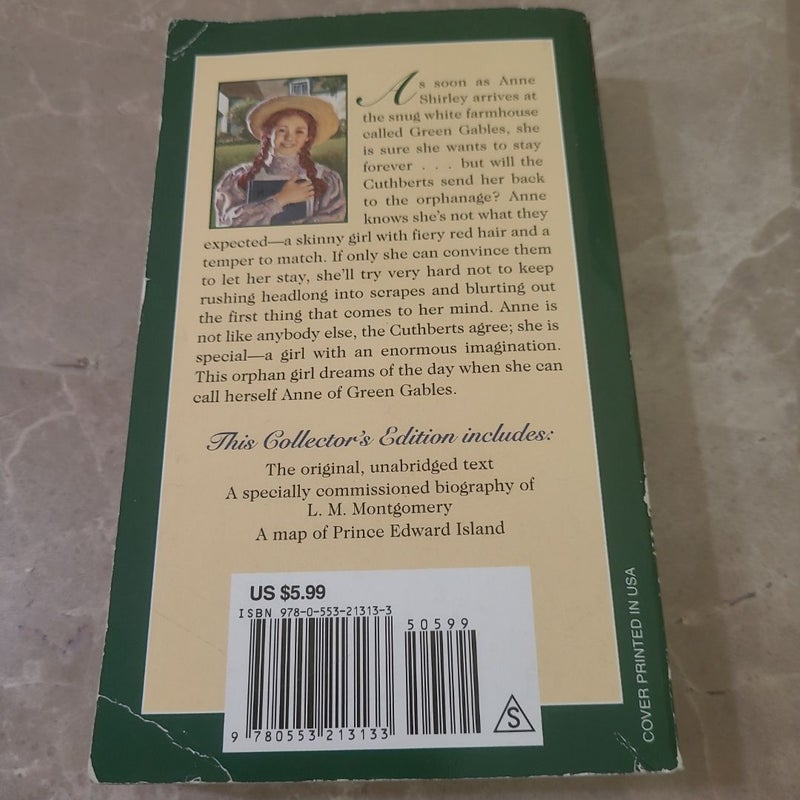 As soon as Anne
Shirley arrives at
the snug white farmhouse
called Green Gables, she
is sure she wants to stay
forever . . . but will the
Cuthberts send her back
to the orphanage? Anne
knows she's not what they
expected—a skinny girl with fiery red hair and a
temper to match. If only she can convince them
to let her stay, she'll try very hard not to keep
rushing headlong into scrapes and blurting out
the first thing that comes to her mind. Anne is
not like anybody else, the Cuthberts agree; she is
special—a girl with an enormous imagination.
This orphan girl dreams of the day when she can
call herself Anne of Green Gables.
This Collector's Edition includes:
The original, unabridged text
A specially commissioned biography of
L. M. Montgomery
A map of Prince Edward Island
US $5.99
ISBN 978-0-553-21313-3
50599
9 780553 213133
S
COVER PRINTED IN USA